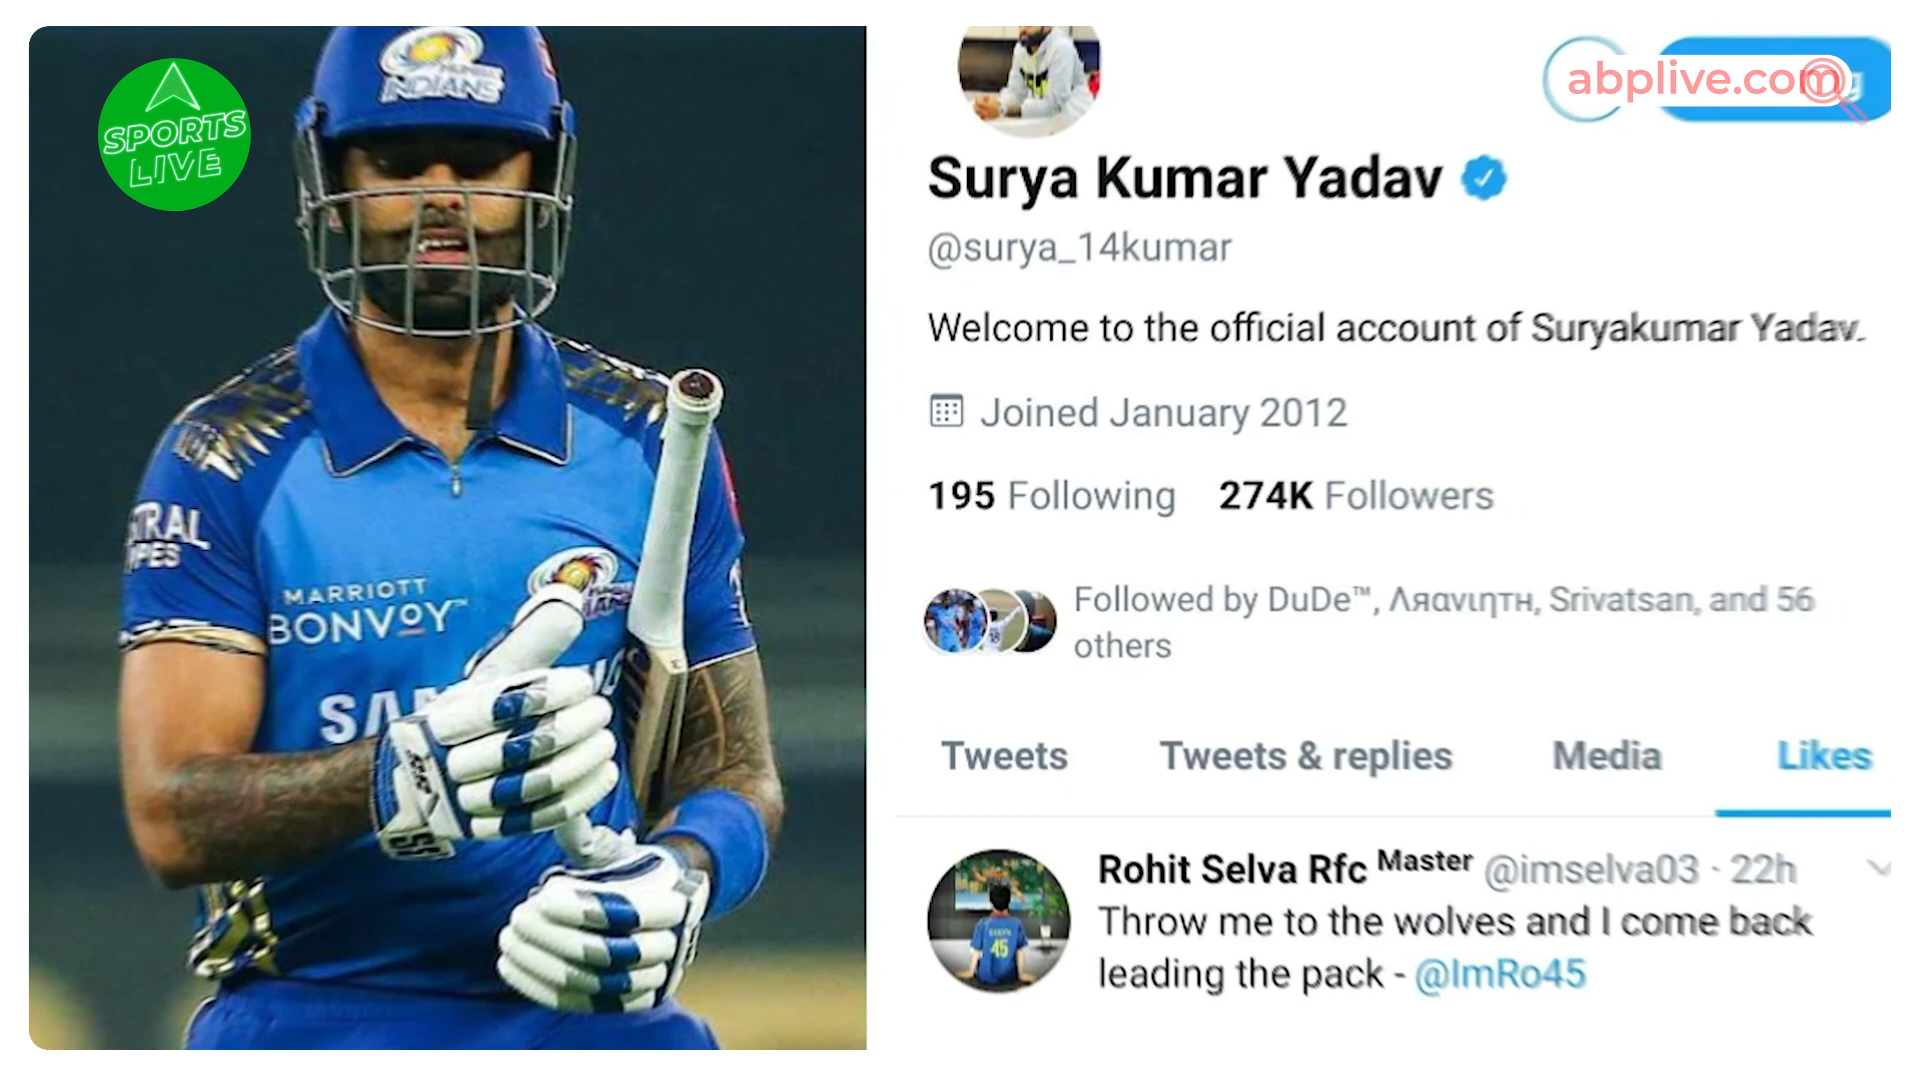 SPORTS
LIVE
INDIANS
MARRIOTT
BONVOY™
abplive.com
Surya Kumar Yadav
@surya_14kumar
Welcome to the official account of Suryakumar Yadav.
Joined January 2012
195 Following 274K Followers
Followed by DuDe™, Λяαvιηтн, Srivatsan, and 56
others
Tweets Tweets & replies Media Likes
Rohit Selva Rfc Master @imselva03 · 22h
Throw me to the wolves and I come back
leading the pack - @ImRo45
45